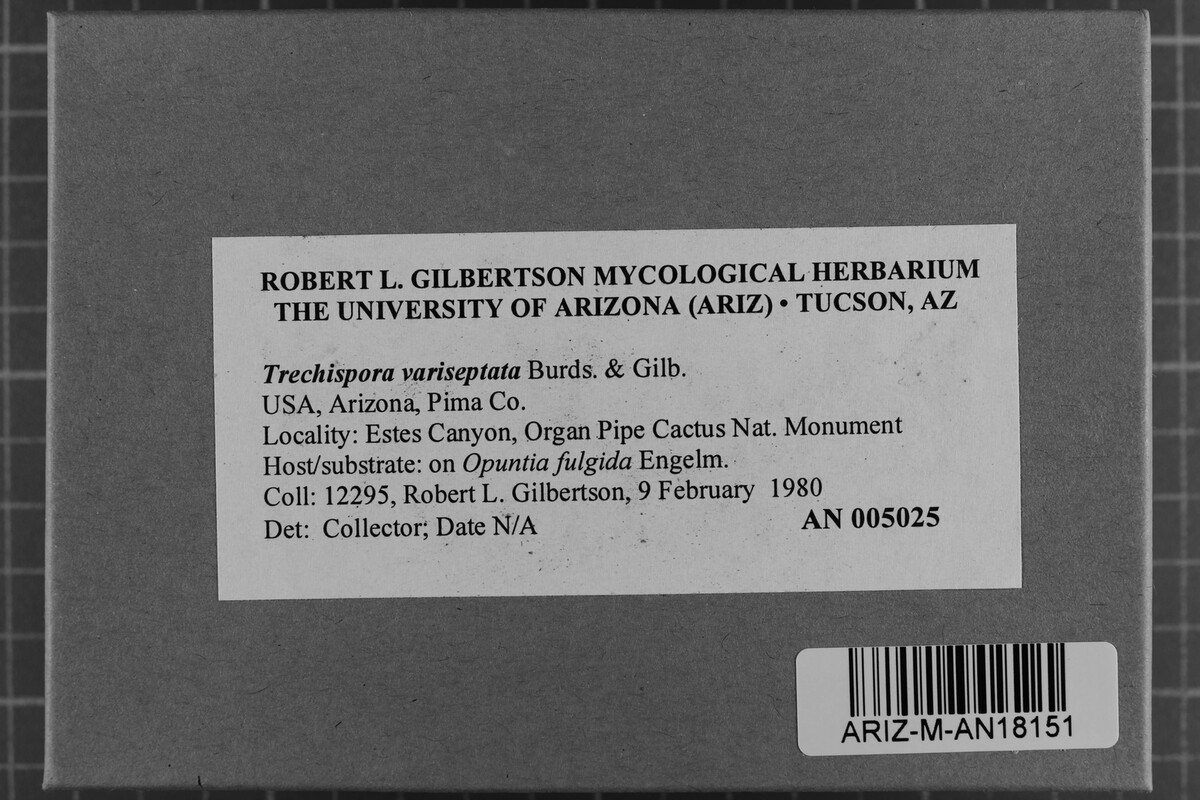 ROBERT L. GILBERTSON MYCOLOGICAL HERBARIUM
THE UNIVERSITY OF ARIZONA (ARIZ) • TUCSON, AZ
Trechispora variseptata Burds. & Gilb.
USA, Arizona, Pima Co.
Locality: Estes Canyon, Organ Pipe Cactus Nat. Monument
Host/substrate: on Opuntia fulgida Engelm.
Coll: 12295, Robert L. Gilbertson, 9 February 1980
Det: Collector; Date N/A
AN 005025
ARIZ-M-AN18151